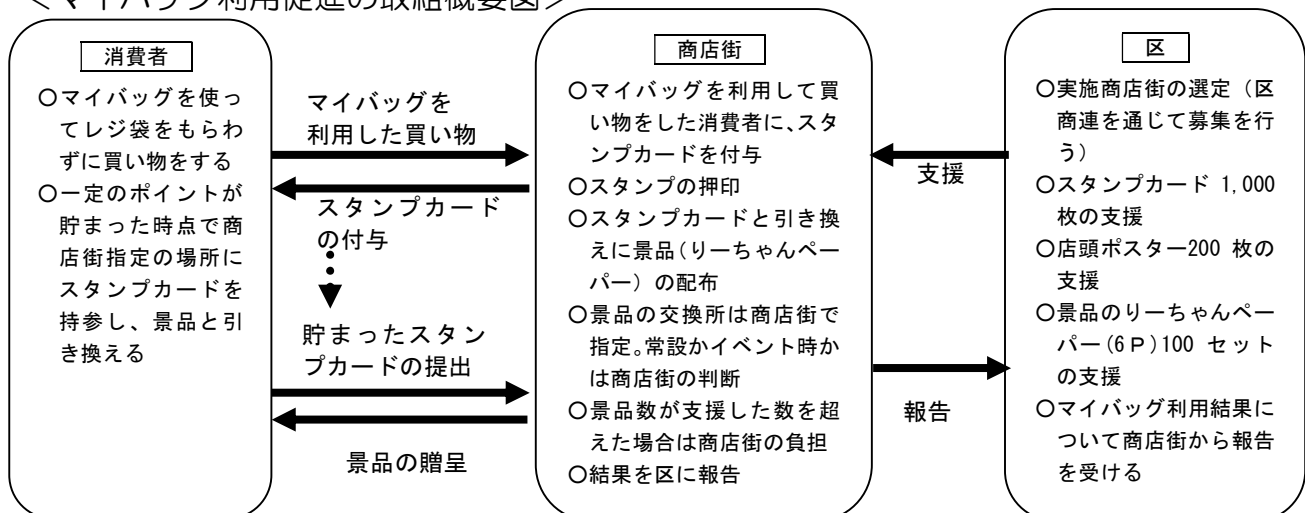 ＜マイバッグ利用促進の取組概要図＞
消費者
○マイバッグを使っ
てレジ袋をもらわ
ずに買い物をする
○一定のポイントが
貯まった時点で商
店街指定の場所に
スタンプカードを
持参し、景品と引
き換える
マイバッグを
利用した買い物
スタンプカード
の付与
貯まったスタン
プカードの提出
景品の贈呈
商店街
○マイバッグを利用して買
い物をした消費者に、スタ
ンプカードを付与
○スタンプの押印
○スタンプカードと引き換
えに景品（りーちゃんペー
パー）の配布
○景品の交換所は商店街で
指定。常設かイベント時か
は商店街の判断
○景品数が支援した数を超
えた場合は商店街の負担
○結果を区に報告
支援
報告
区
○実施商店街の選定（区
商連を通じて募集を行
う）
○スタンプカード 1,000
枚の支援
○店頭ポスター200 枚の
支援
○景品のりーちゃんペー
パー(6Ｐ)100 セット
の支援
○マイバッグ利用結果に
ついて商店街から報告
を受ける